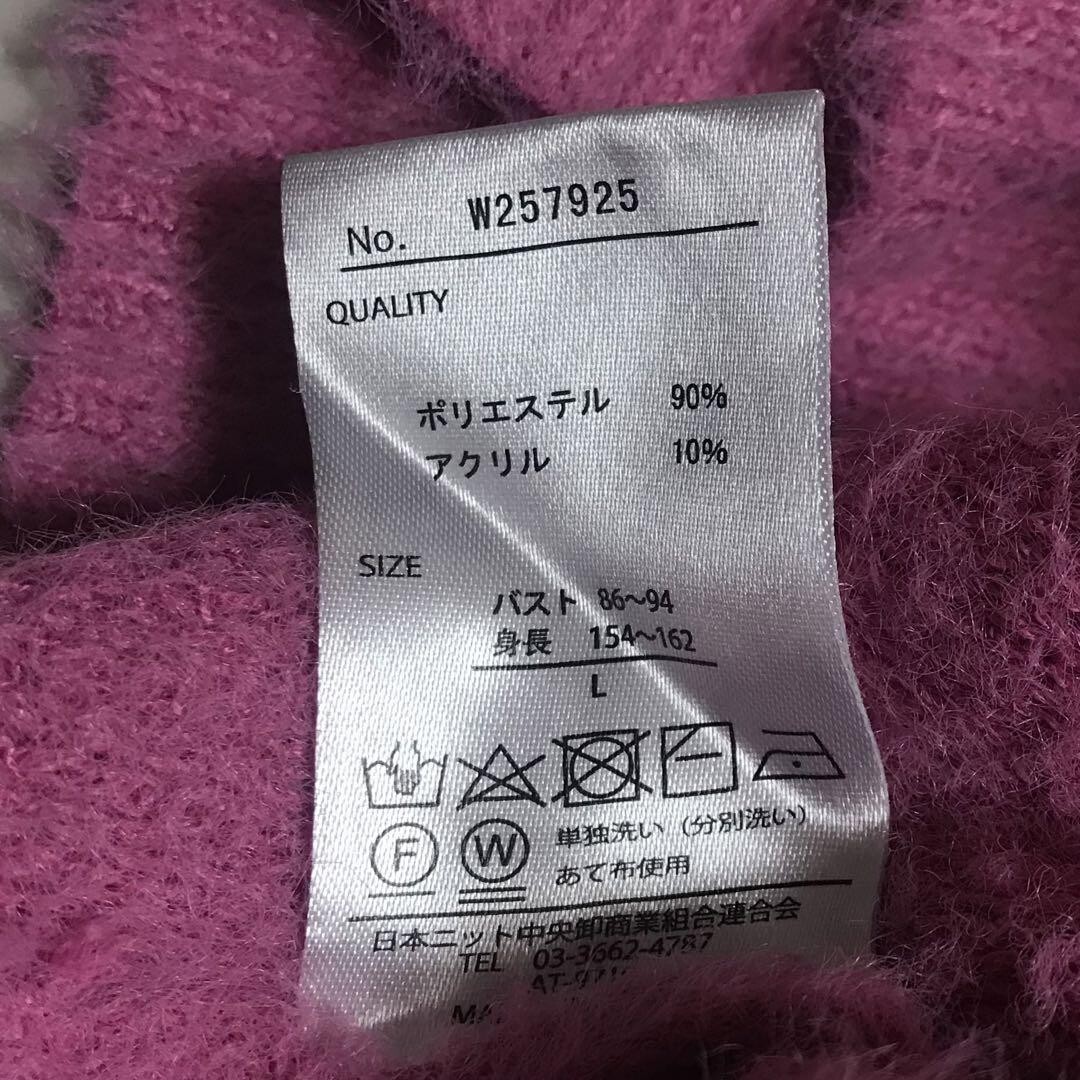 No. W257925
QUALITY
ポリエステル 90%
アクリル 10%
SIZE
バスト 86～94
身長 154～162
L
F W 単独洗い（分別洗い）
あて布使用
日本ニット中央卸商業組合連合会
TEL 03-3662-4787